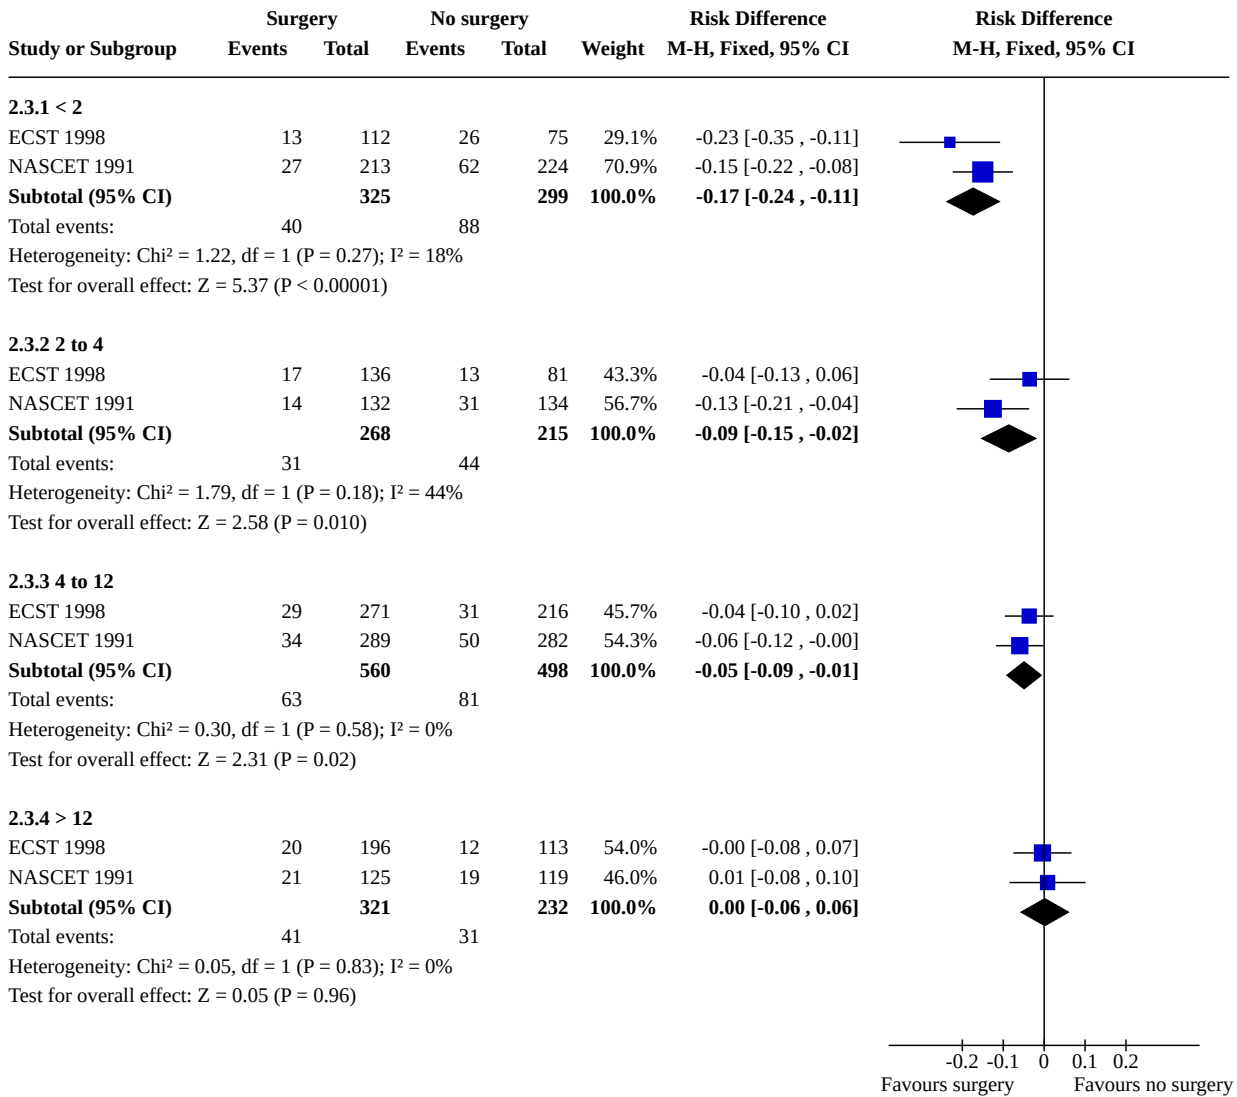 Surgery No surgery Risk Difference Risk Difference
Study or Subgroup Events Total Events Total Weight M-H, Fixed, 95% CI M-H, Fixed, 95% CI
2.3.1 < 2
ECST 1998 13 112 26 75 29.1% -0.23 [-0.35 , -0.11]
NASCET 1991 27 213 62 224 70.9% -0.15 [-0.22 , -0.08]
Subtotal (95% CI) 325 299 100.0% -0.17 [-0.24 , -0.11]
Total events: 40 88
Heterogeneity: Chi² = 1.22, df = 1 (P = 0.27); I² = 18%
Test for overall effect: Z = 5.37 (P < 0.00001)
2.3.2 2 to 4
ECST 1998 17 136 13 81 43.3% -0.04 [-0.13 , 0.06]
NASCET 1991 14 132 31 134 56.7% -0.13 [-0.21 , -0.04]
Subtotal (95% CI) 268 215 100.0% -0.09 [-0.15 , -0.02]
Total events: 31 44
Heterogeneity: Chi² = 1.79, df = 1 (P = 0.18); I² = 44%
Test for overall effect: Z = 2.58 (P = 0.010)
2.3.3 4 to 12
ECST 1998 29 271 31 216 45.7% -0.04 [-0.10 , 0.02]
NASCET 1991 34 289 50 282 54.3% -0.06 [-0.12 , -0.00]
Subtotal (95% CI) 560 498 100.0% -0.05 [-0.09 , -0.01]
Total events: 63 81
Heterogeneity: Chi² = 0.30, df = 1 (P = 0.58); I² = 0%
Test for overall effect: Z = 2.31 (P = 0.02)
2.3.4 > 12
ECST 1998 20 196 12 113 54.0% -0.00 [-0.08 , 0.07]
NASCET 1991 21 125 19 119 46.0% 0.01 [-0.08 , 0.10]
Subtotal (95% CI) 321 232 100.0% 0.00 [-0.06 , 0.06]
Total events: 41 31
Heterogeneity: Chi² = 0.05, df = 1 (P = 0.83); I² = 0%
Test for overall effect: Z = 0.05 (P = 0.96)
-0.2 -0.1 0 0.1 0.2
Favours surgery Favours no surgery